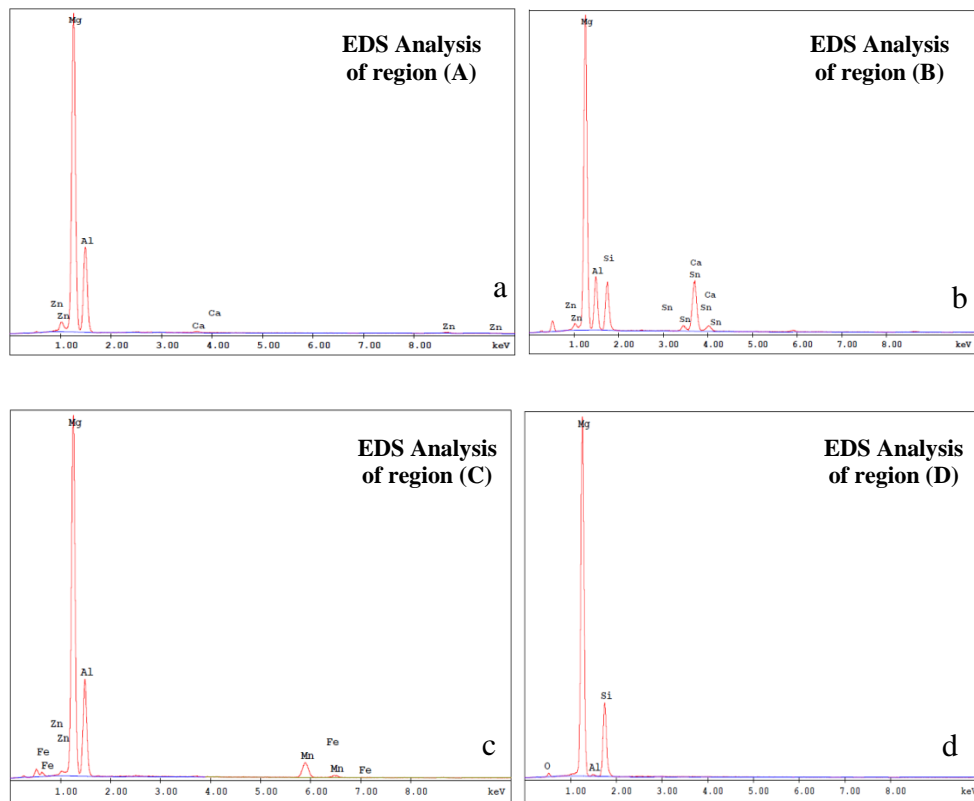 Mg
EDS Analysis
of region (A)
Al
a
Zn
Zn
Ca
Ca
Zn
Zn
1.00 2.00 3.00 4.00 5.00 6.00 7.00 8.00 keV
Mg
EDS Analysis
of region (B)
Al
Si
Ca
Sn
b
Zn
Zn
Sn
Ca
Sn
Sn
Sn
1.00 2.00 3.00 4.00 5.00 6.00 7.00 8.00 keV
Mg
EDS Analysis
of region (C)
Al
Zn
Zn
Fe
Fe
Fe
c
Mn
Mn
Fe
1.00 2.00 3.00 4.00 5.00 6.00 7.00 8.00 keV
Mg
EDS Analysis
of region (D)
Si
d
O
Al
1.00 2.00 3.00 4.00 5.00 6.00 7.00 8.00 keV